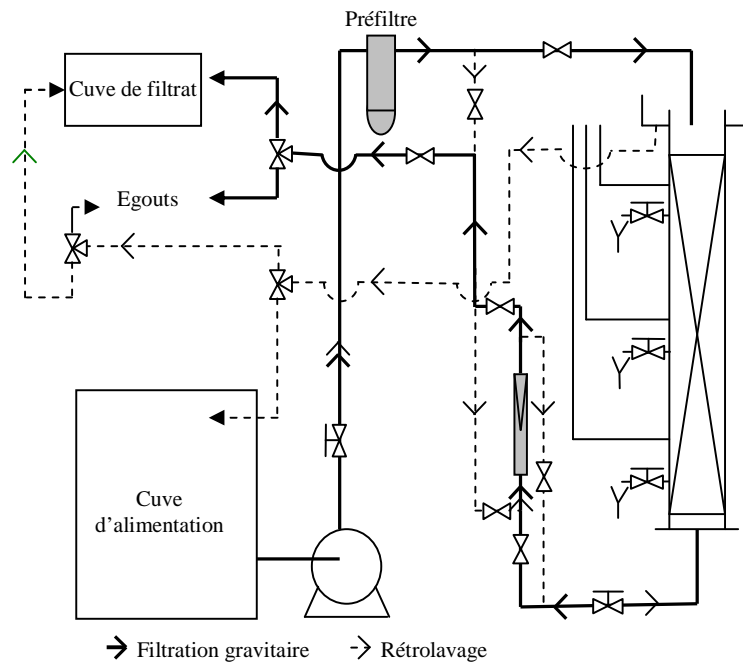 Préfiltre
Cuve de filtrat
Egouts
Cuve
d'alimentation
Filtration gravitaire
Rétrolavage